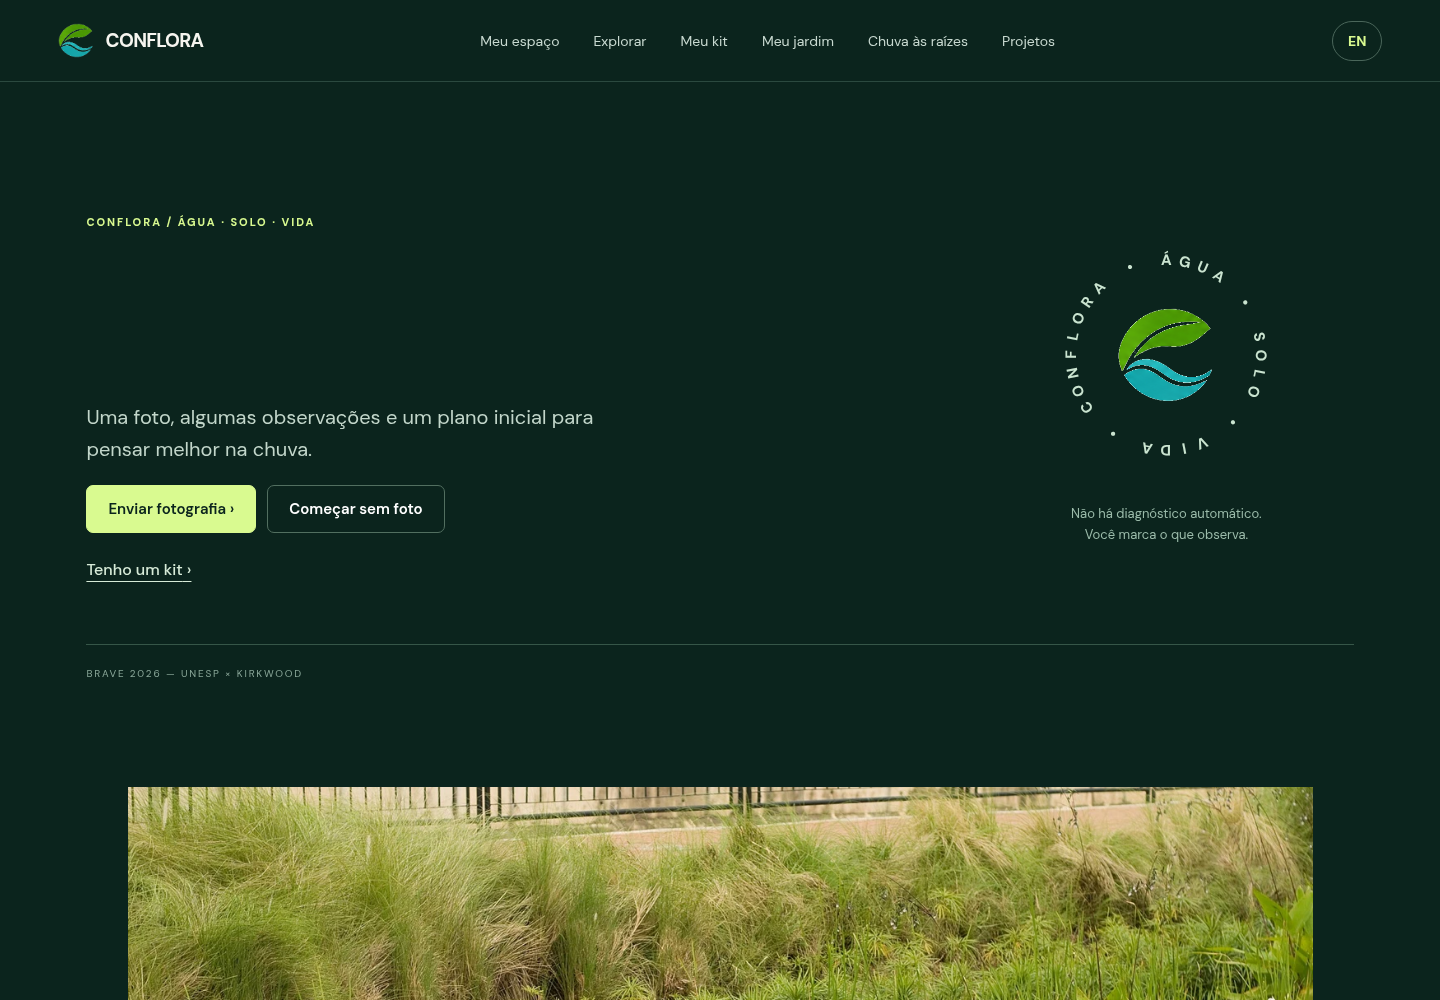 CONFLORA
Meu espaço
Explorar
Meu kit
Meu jardim
Chuva às raízes
Projetos
EN
CONFLORA / ÁGUA · SOLO · VIDA
Uma foto, algumas observações e um plano inicial para
pensar melhor na chuva.
Enviar fotografia ›
Começar sem foto
Tenho um kit ›
CONFLORA • ÁGUA • SOLO • VIDA •
Não há diagnóstico automático.
Você marca o que observa.
BRAVE 2026 — UNESP × KIRKWOOD